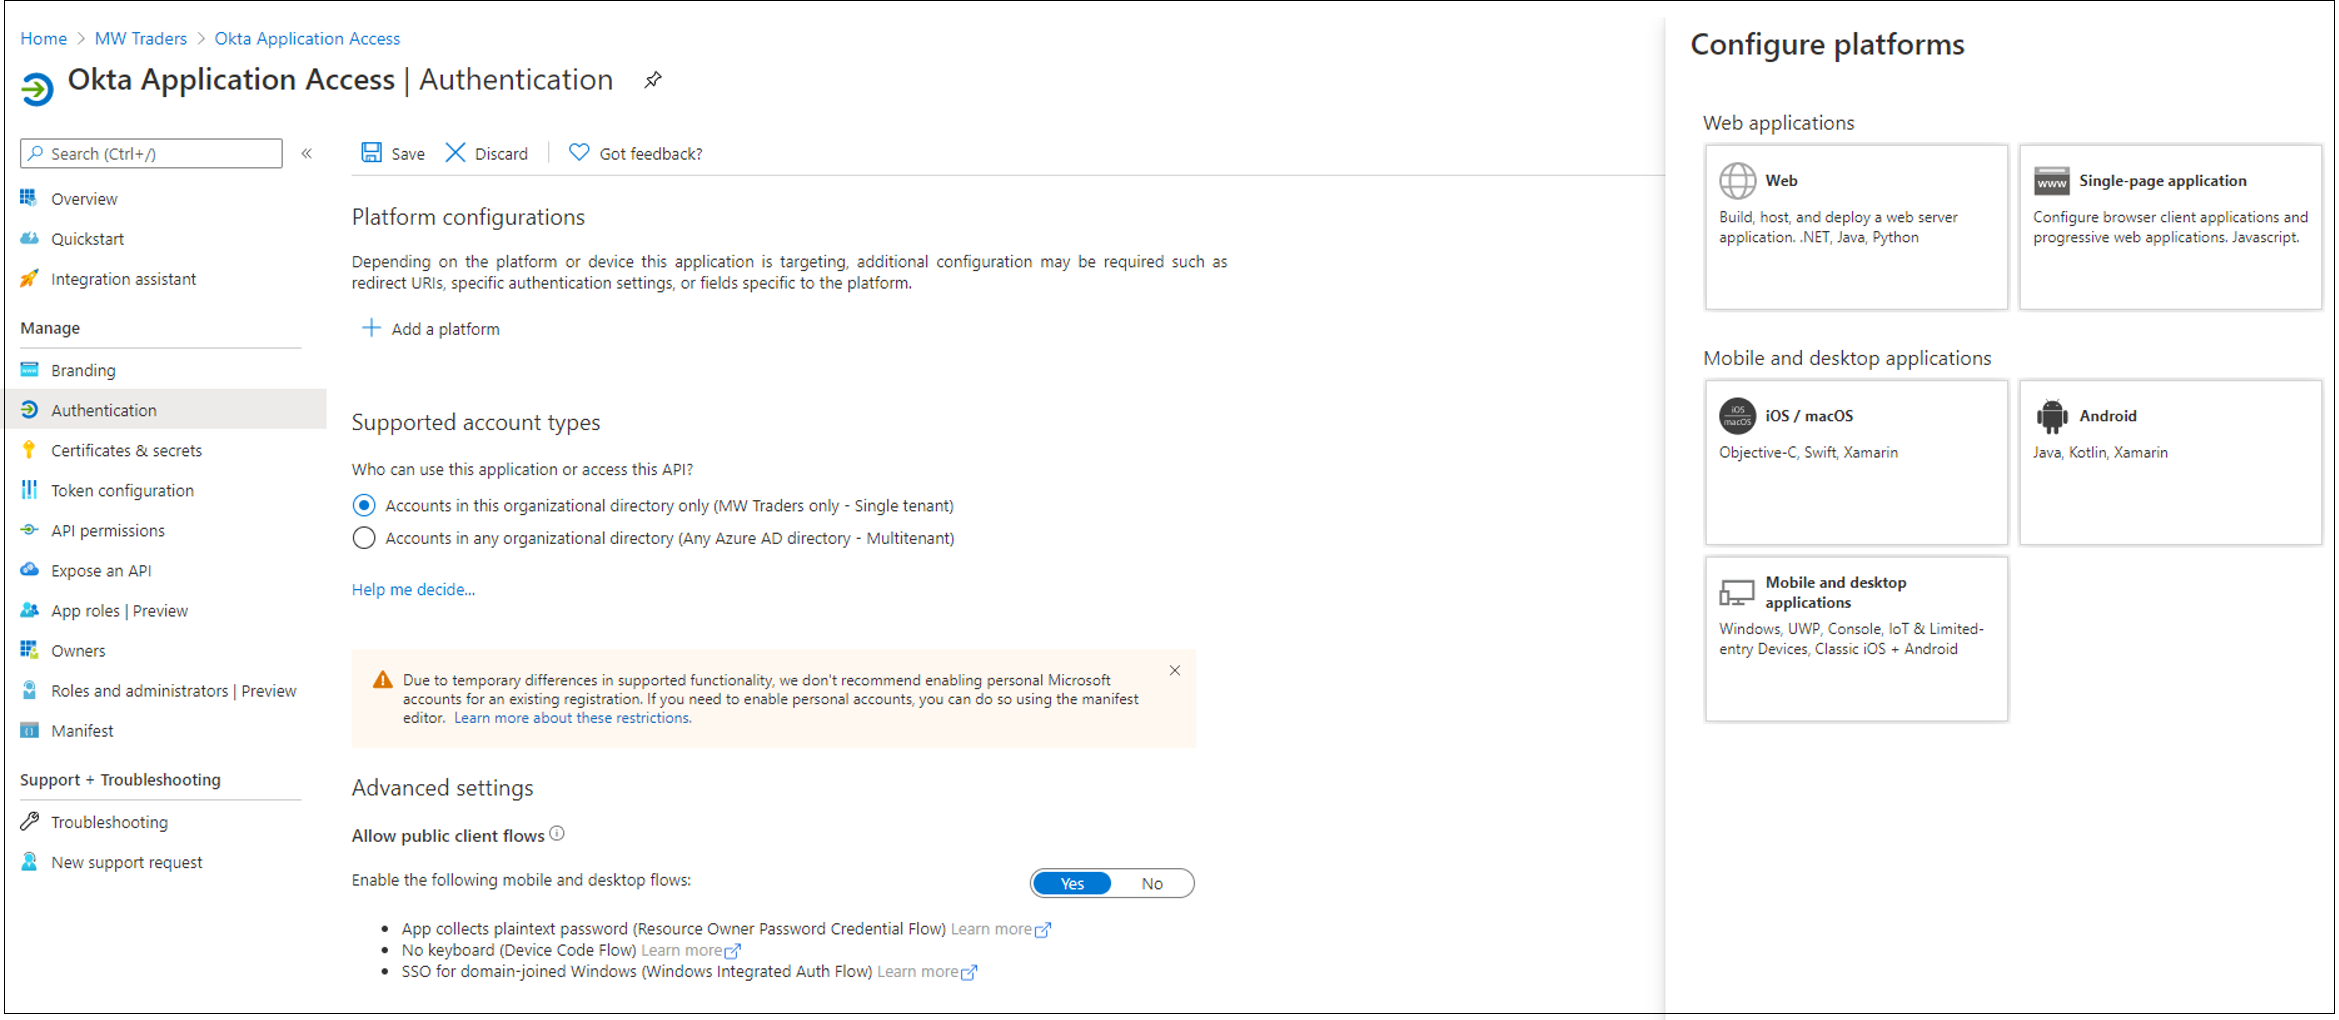 Home > MW Traders > Okta Application Access
Okta Application Access | Authentication
Search (Ctrl+/)
«
Overview
Quickstart
Integration assistant
Manage
Branding
Authentication
Certificates & secrets
Token configuration
API permissions
Expose an API
App roles | Preview
Owners
Roles and administrators | Preview
Manifest
Support + Troubleshooting
Troubleshooting
New support request
Save
Discard
Got feedback?
Platform configurations
Depending on the platform or device this application is targeting, additional configuration may be required such as
redirect URIs, specific authentication settings, or fields specific to the platform.
Add a platform
Supported account types
Who can use this application or access this API?
Accounts in this organizational directory only (MW Traders only - Single tenant)
Accounts in any organizational directory (Any Azure AD directory - Multitenant)
Help me decide...
Due to temporary differences in supported functionality, we don't recommend enabling personal Microsoft
accounts for an existing registration. If you need to enable personal accounts, you can do so using the manifest
editor. Learn more about these restrictions.
Advanced settings
Allow public client flows
Enable the following mobile and desktop flows:
Yes
No
• App collects plaintext password (Resource Owner Password Credential Flow) Learn more
• No keyboard (Device Code Flow) Learn more
• SSO for domain-joined Windows (Windows Integrated Auth Flow) Learn more
Configure platforms
Web applications
Web
Build, host, and deploy a web server
application. .NET, Java, Python
www
Single-page application
Configure browser client applications and
progressive web applications. Javascript.
Mobile and desktop applications
iOS
macOS
iOS / macOS
Objective-C, Swift, Xamarin
Android
Java, Kotlin, Xamarin
Mobile and desktop
applications
Windows, UWP, Console, IoT & Limited-
entry Devices, Classic iOS + Android